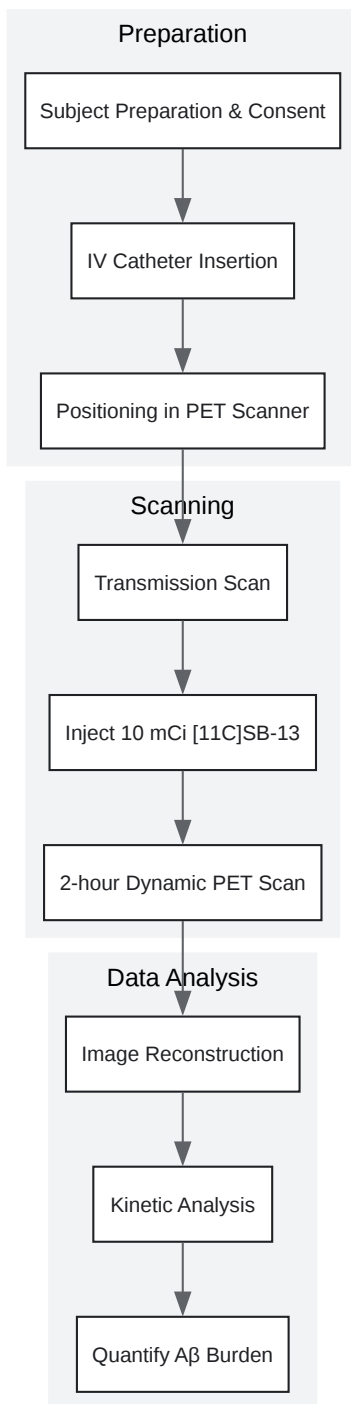 Preparation
Subject Preparation & Consent
IV Catheter Insertion
Positioning in PET Scanner
Scanning
Transmission Scan
Inject 10 mCi [11C]SB-13
2-hour Dynamic PET Scan
Data Analysis
Image Reconstruction
Kinetic Analysis
Quantify Aβ Burden